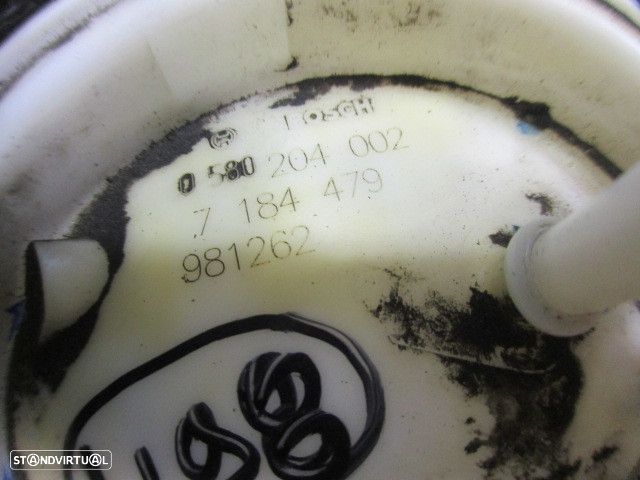 BOSCH
0 580 204 002
7 184 479
981262
STANDVIRTUAL